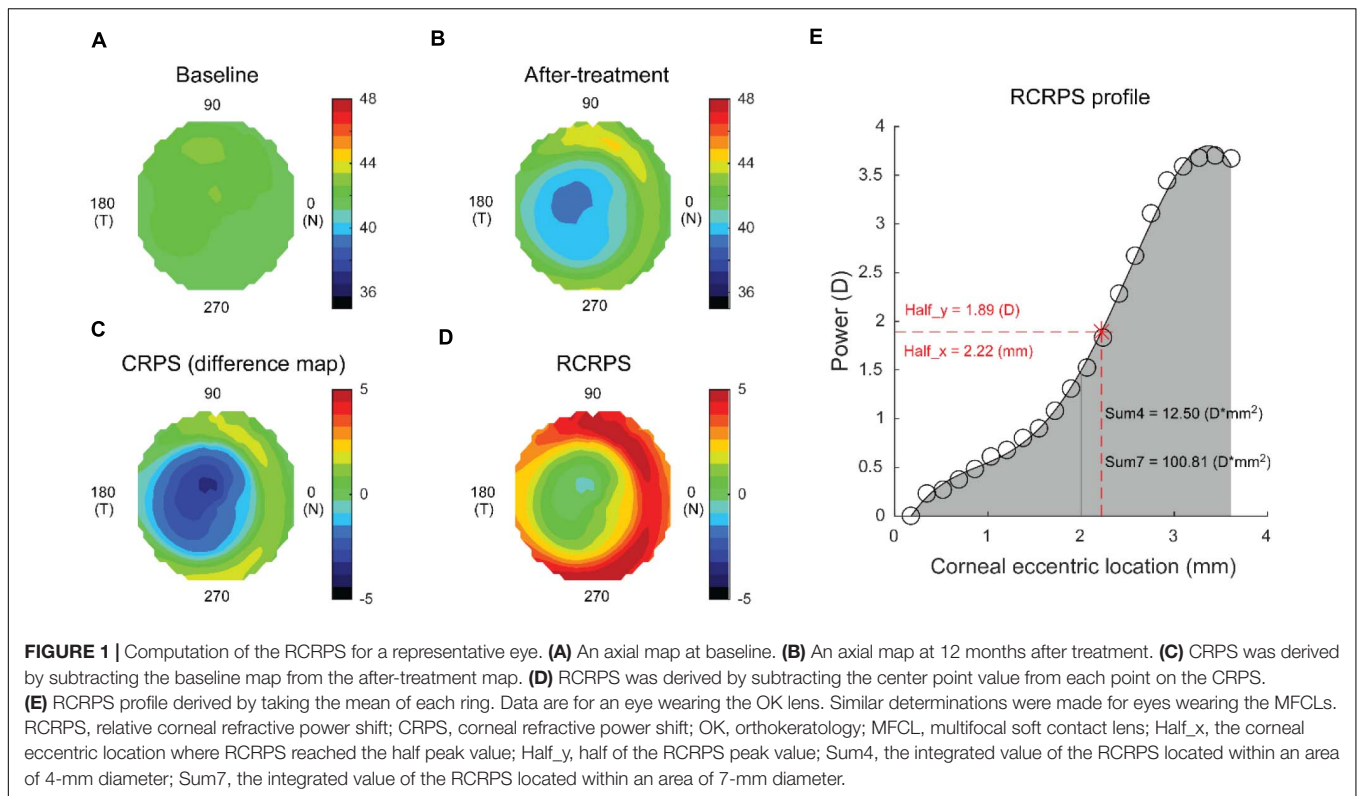 A
Baseline
90
180
(T)
0
(N)
270
48
44
40
36
B
After-treatment
90
180
(T)
0
(N)
270
48
44
40
36
C
CRPS (difference map)
90
180
(T)
0
(N)
270
5
0
-5
D
RCRPS
90
180
(T)
0
(N)
270
5
0
-5
E
RCRPS profile
Power (D)
4
3.5
3
2.5
2
1.5
1
0.5
0
Half_y = 1.89 (D)
Half_x = 2.22 (mm)
Sum4 = 12.50 (D*mm²)
Sum7 = 100.81 (D*mm²)
0 1 2 3 4
Corneal eccentric location (mm)
FIGURE 1 | Computation of the RCRPS for a representative eye. (A) An axial map at baseline. (B) An axial map at 12 months after treatment. (C) CRPS was derived
by subtracting the baseline map from the after-treatment map. (D) RCRPS was derived by subtracting the center point value from each point on the CRPS.
(E) RCRPS profile derived by taking the mean of each ring. Data are for an eye wearing the OK lens. Similar determinations were made for eyes wearing the MFCLs.
RCRPS, relative corneal refractive power shift; CRPS, corneal refractive power shift; OK, orthokeratology; MFCL, multifocal soft contact lens; Half_x, the corneal
eccentric location where RCRPS reached the half peak value; Half_y, half of the RCRPS peak value; Sum4, the integrated value of the RCRPS located within an area
of 4-mm diameter; Sum7, the integrated value of the RCRPS located within an area of 7-mm diameter.